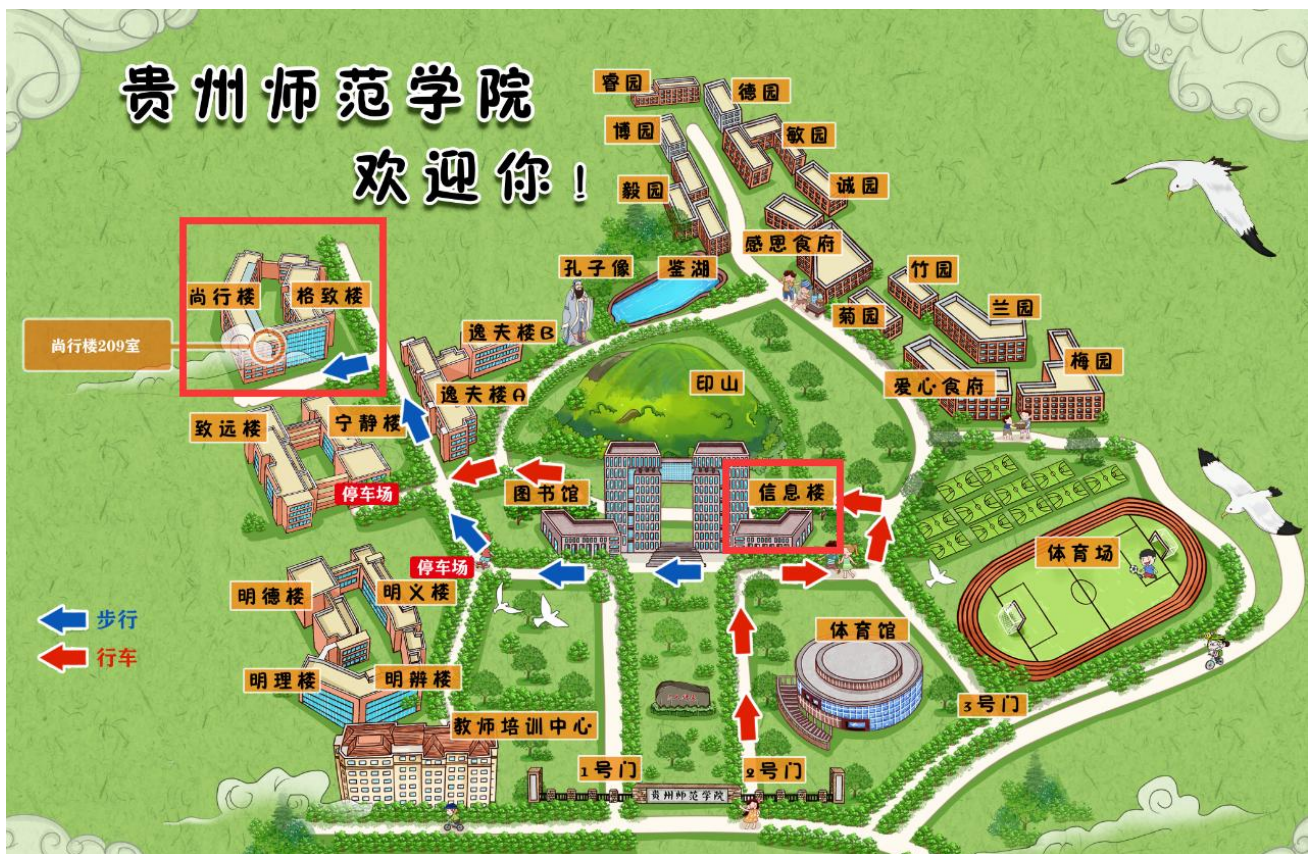 贵州师范学院
欢迎你！
睿园
德园
博园
敏园
毅园
诚园
感恩食府
孔子像
鉴湖
竹园
尚行楼
格致楼
菊园
兰园
尚行楼209室
逸夫楼B
梅园
印山
爱心食府
逸夫楼A
致远楼
宁静楼
停车场
图书馆
信息楼
停车场
体育场
明德楼
明义楼
步行
体育馆
行车
明理楼
明辨楼
3号门
教师培训中心
1号门
2号门
贵州师范学院